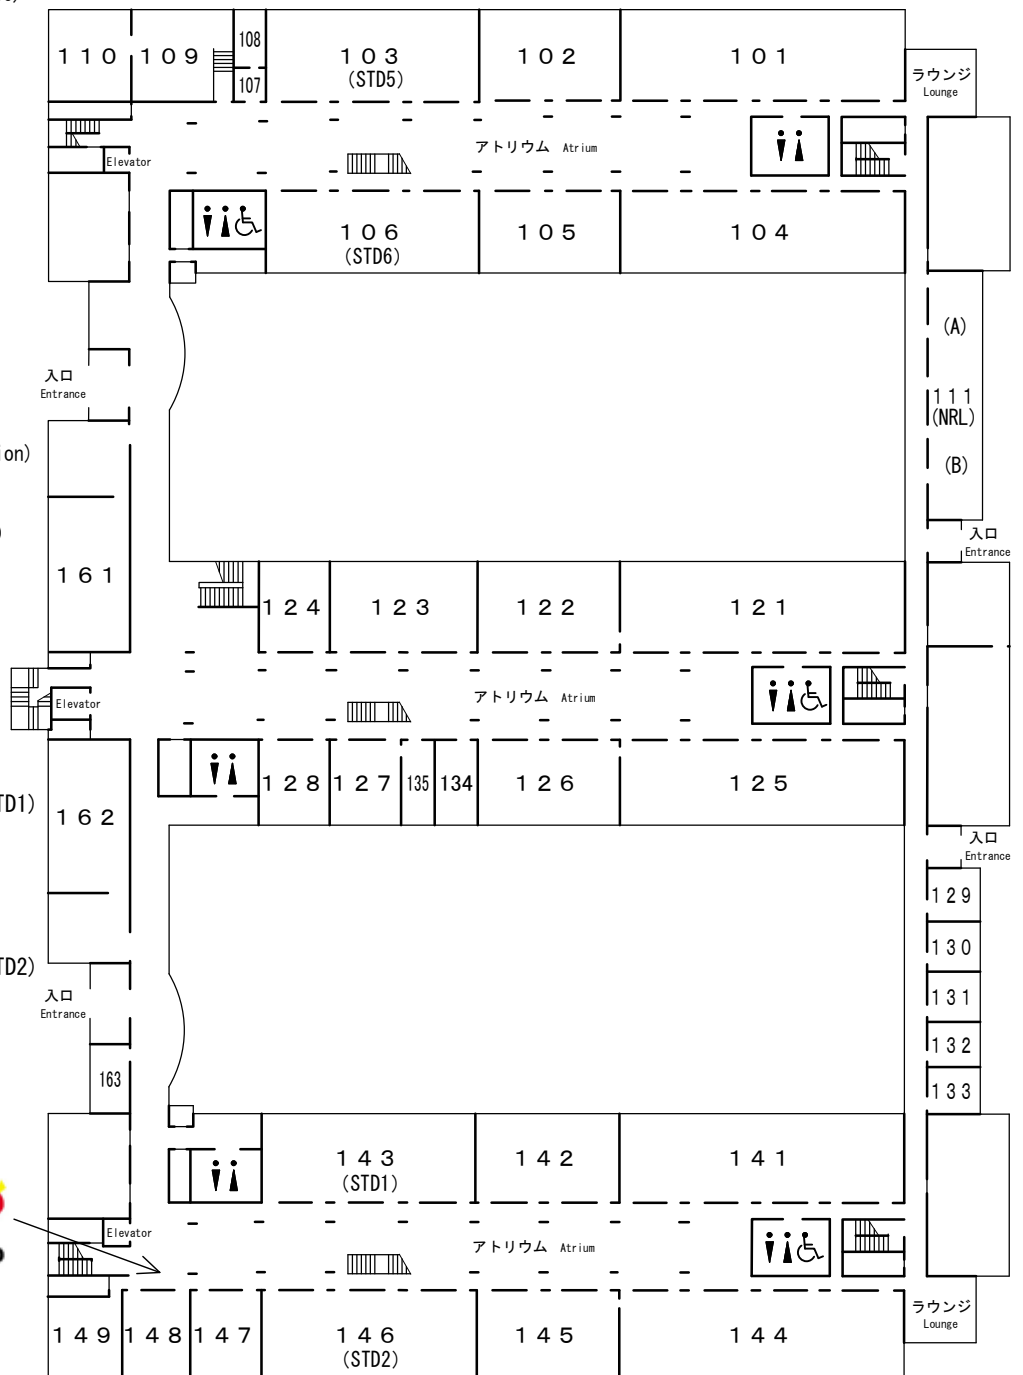 １１０
１０９
108
107
１０３
(STD5)
１０２
１０１
ラウンジ
Lounge
アトリウム Atrium
Elevator
１０６
(STD6)
１０５
１０４
(A)
１１１
(NRL)
(B)
入口
Entrance
ion)
入口
Entrance
１６１
１２４
１２３
１２２
１２１
アトリウム Atrium
Elevator
１６２
TD1)
１２８
１２７
135
134
１２６
１２５
入口
Entrance
１２９
１３０
１３１
１３２
１３３
TD2)
入口
Entrance
163
１４３
(STD1)
１４２
１４１
Elevator
アトリウム Atrium
ラウンジ
Lounge
１４９
１４８
１４７
１４６
(STD2)
１４５
１４４